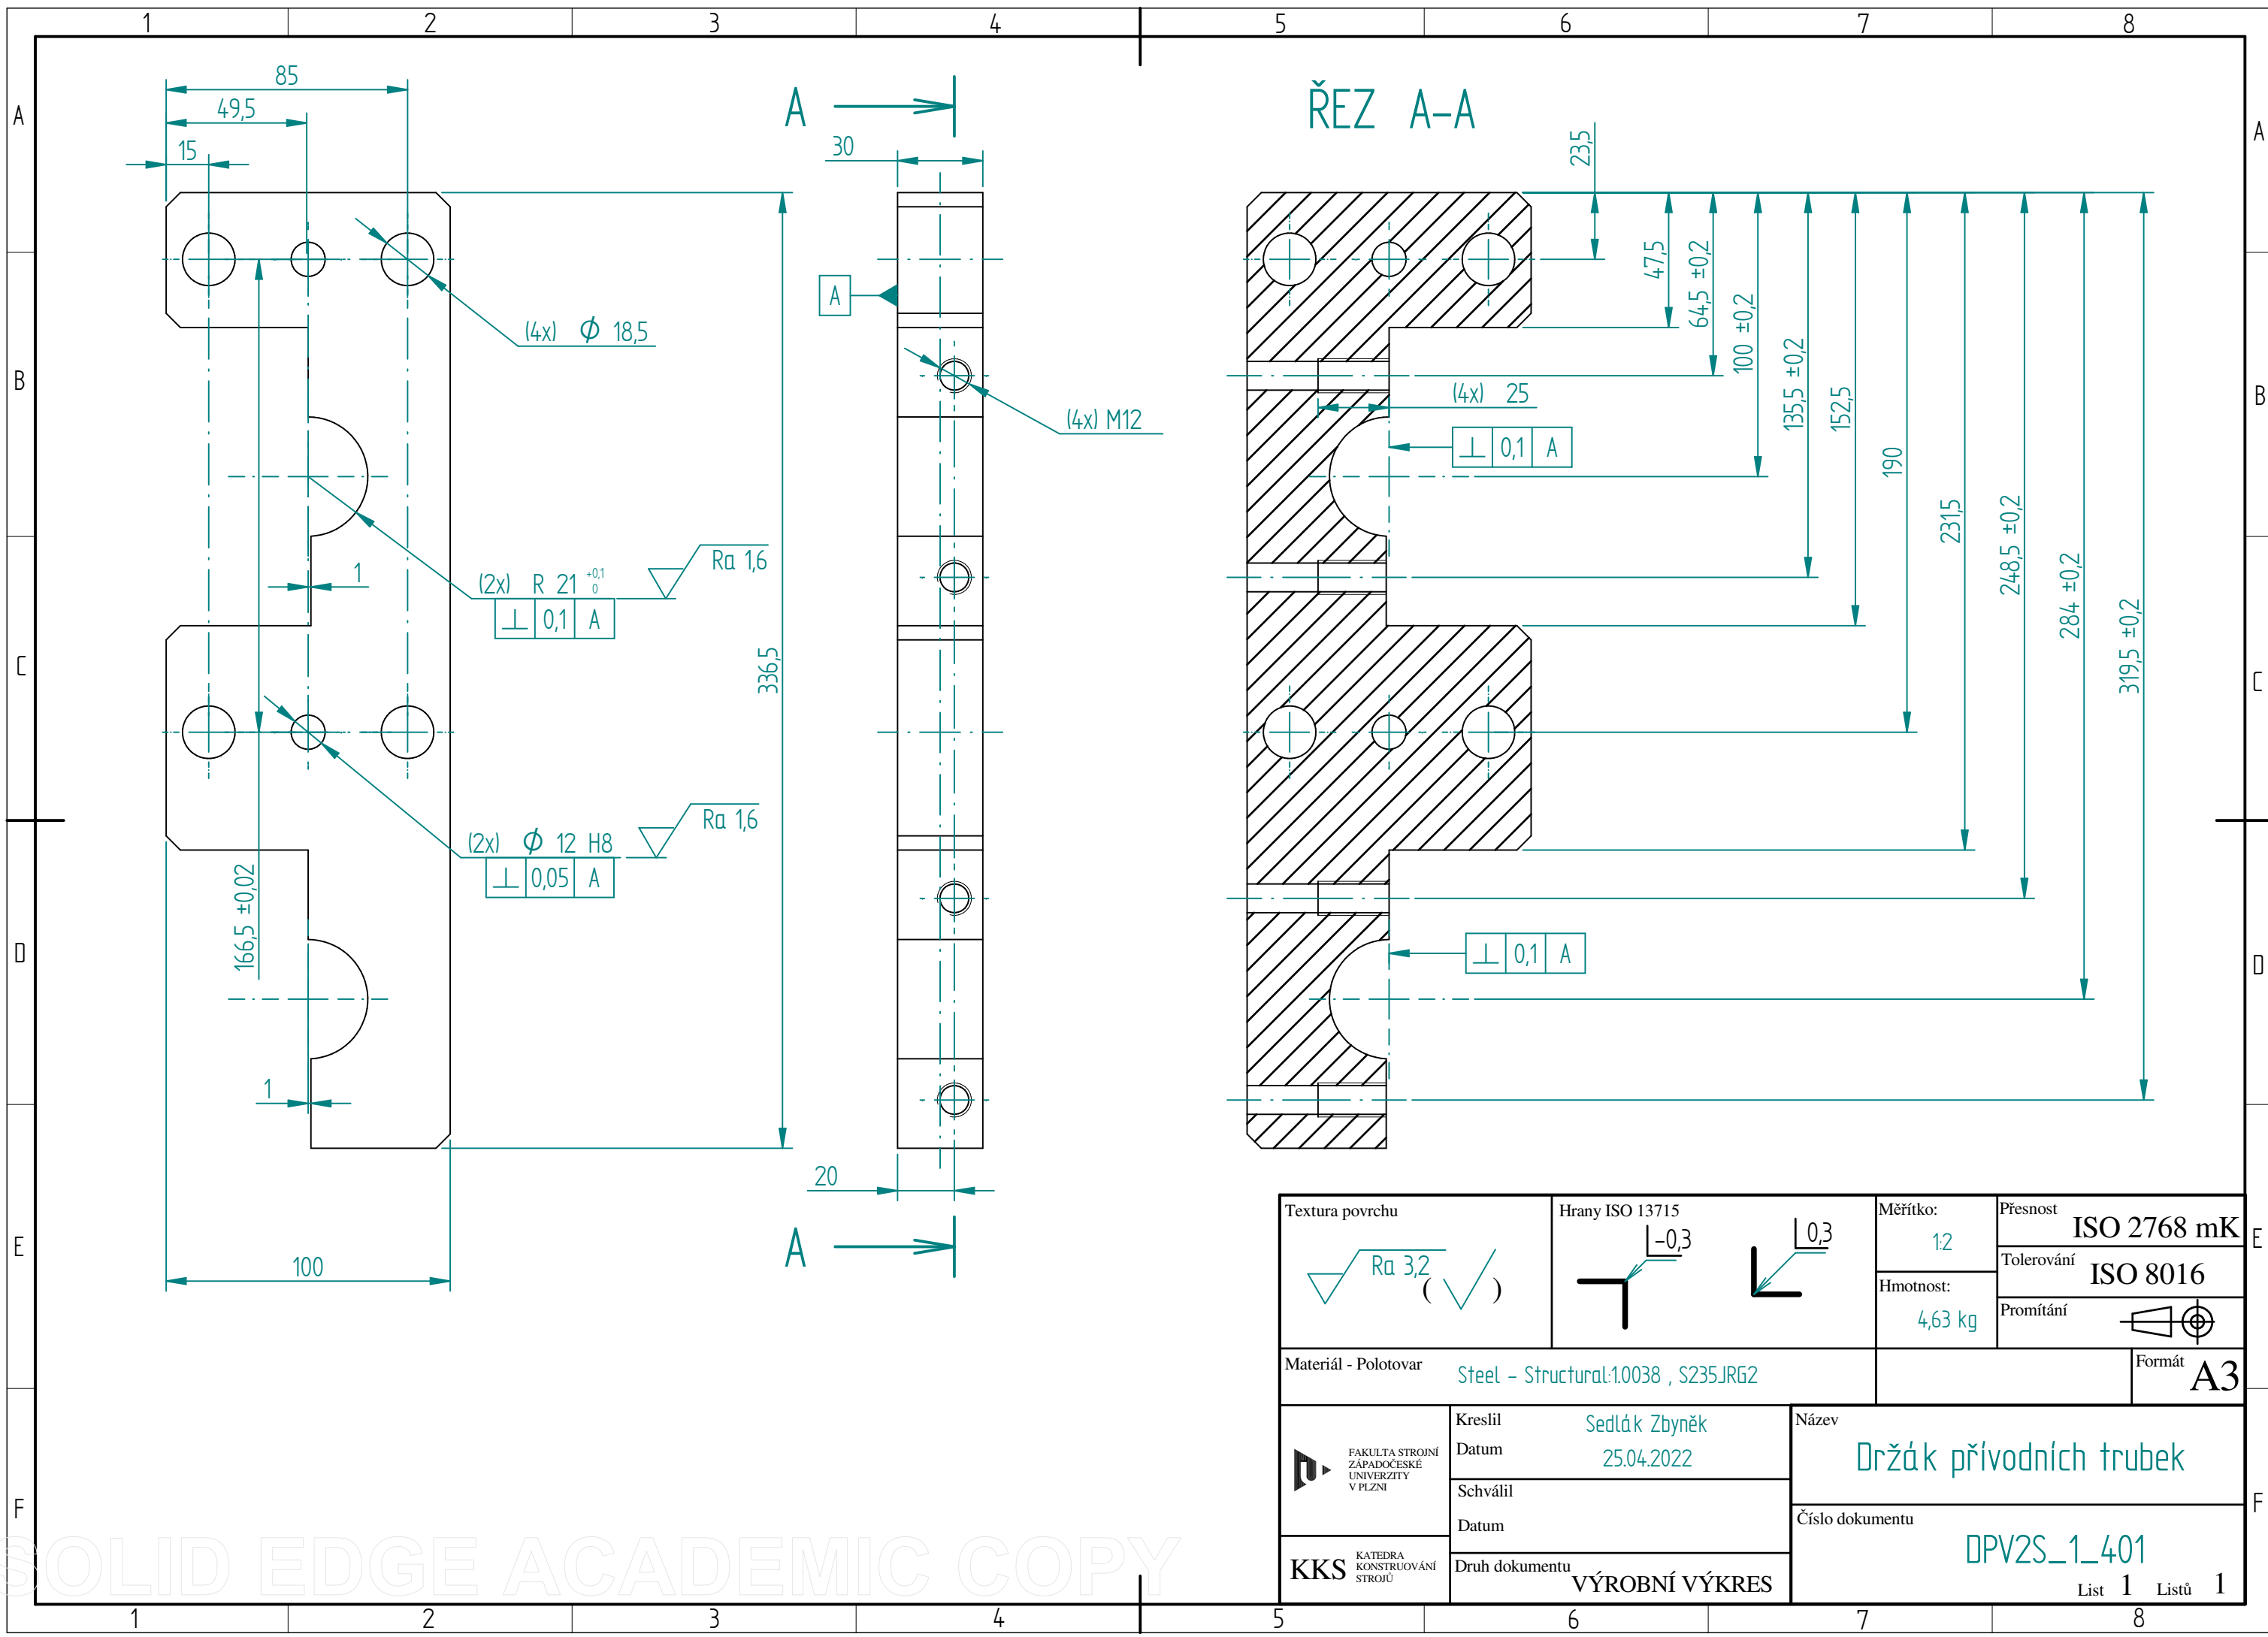 1 2 3 4 5 6 7 8
A A
B B
C C
D D
E E
F F
85
49,5
15
(4x) ϕ 18,5
1
(2x) R 21 +0,1 0
Ra 1,6
⊥ 0,1 A
336,5
(2x) ϕ 12 H8
Ra 1,6
⊥ 0,05 A
166,5 ±0,02
1
100
A
30
A
(4x) M12
20
A
ŘEZ A-A
23,5
47,5
64,5 ±0,2
100 ±0,2
135,5 ±0,2
152,5
190
231,5
248,5 ±0,2
284 ±0,2
319,5 ±0,2
(4x) 25
⊥ 0,1 A
⊥ 0,1 A
Textura povrchu
Ra 3,2 ( )
Hrany ISO 13715
-0,3
0,3
Měřítko:
1:2
Hmotnost:
4,63 kg
Přesnost ISO 2768 mK
Tolerování ISO 8016
Promítání
Materiál - Polotovar Steel - Structural:1.0038 , S235JRG2
Formát A3
FAKULTA STROJNÍ
ZÁPADOČESKÉ
UNIVERZITY
V PLZNI
Kreslil Sedlák Zbyněk
Datum 25.04.2022
Schválil
Datum
Název
Držák přívodních trubek
Číslo dokumentu
DPV2S_1_401
List 1 Listů 1
KKS
KATEDRA
KONSTRUOVÁNÍ
STROJŮ
Druh dokumentu VÝROBNÍ VÝKRES
SOLID EDGE ACADEMIC COPY
1 2 3 4 5 6 7 8